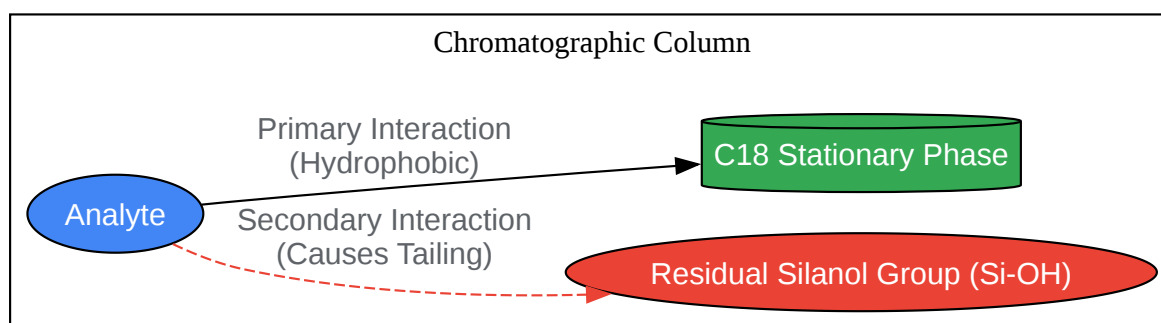 Chromatographic Column
Primary Interaction
(Hydrophobic)
C18 Stationary Phase
Analyte
Secondary Interaction
(Causes Tailing)
Residual Silanol Group (Si-OH)